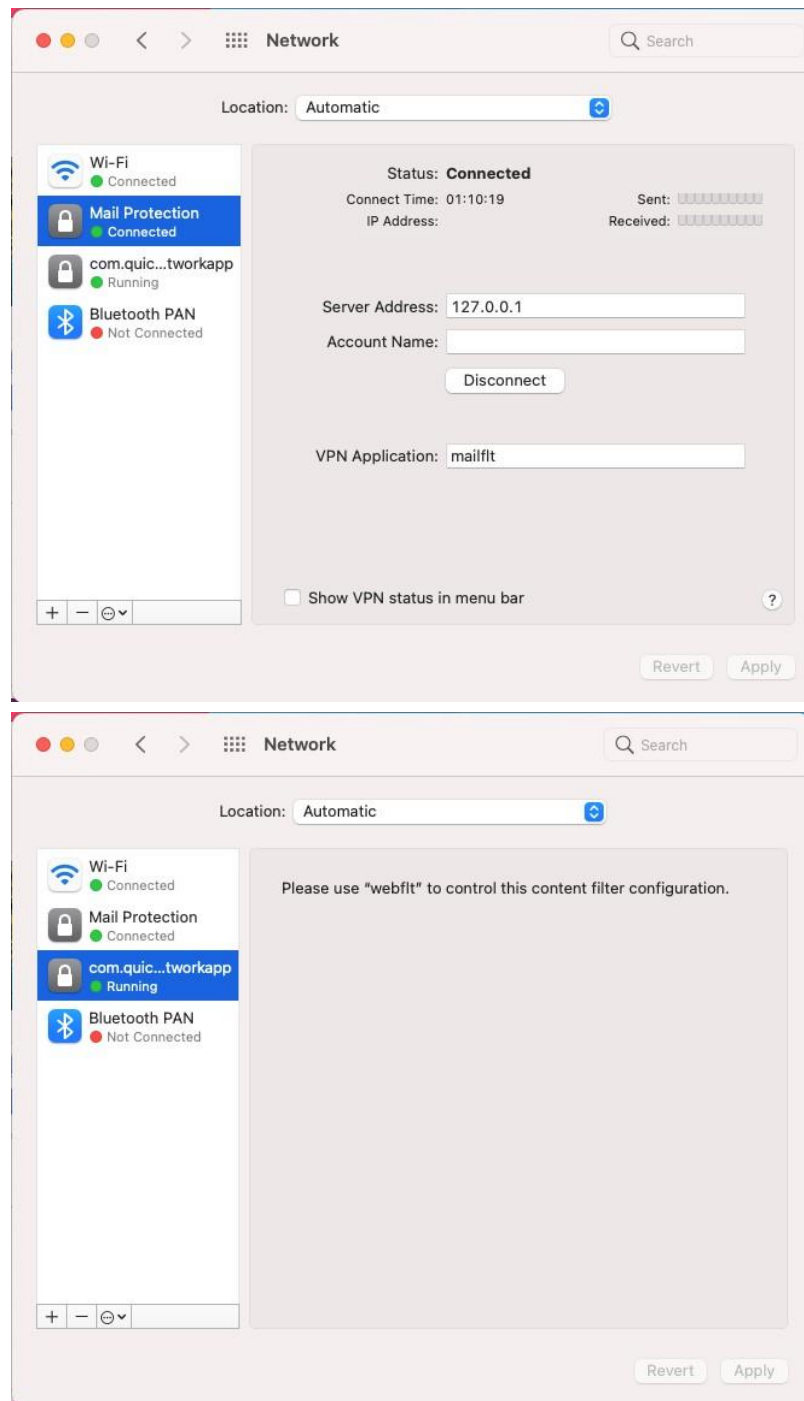 Network
Search
Location: Automatic
Wi-Fi
Connected
Mail Protection
Connected
com.quic...tworkapp
Running
Bluetooth PAN
Not Connected
Status: Connected
Connect Time: 01:10:19 Sent:
IP Address: Received:
Server Address: 127.0.0.1
Account Name:
Disconnect
VPN Application: mailflt
Show VPN status in menu bar
?
Revert Apply
Network
Search
Location: Automatic
Wi-Fi
Connected
Mail Protection
Connected
com.quic...tworkapp
Running
Bluetooth PAN
Not Connected
Please use "webflt" to control this content filter configuration.
Revert Apply